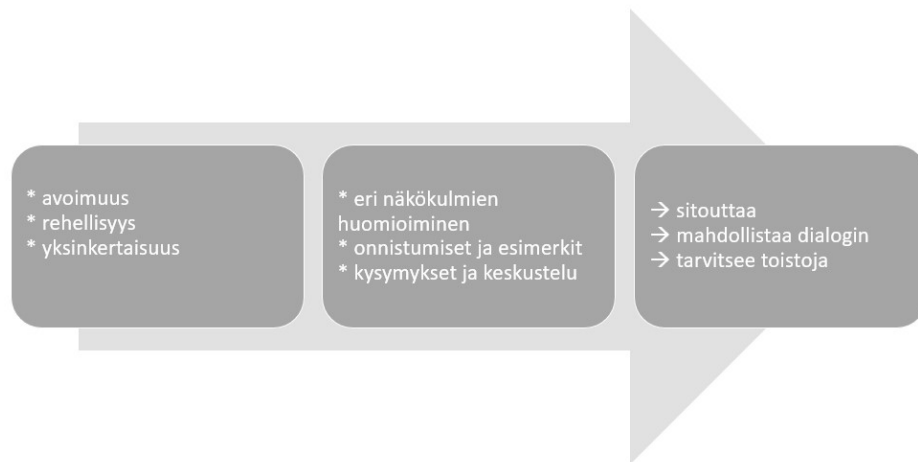 * avoimuus
* rehellisyys
* yksinkertaisuus
* eri näkökulmien
huomioiminen
* onnistumiset ja esimerkit
* kysymykset ja keskustelu
→ sitouttaa
→ mahdollistaa dialogin
→ tarvitsee toistoja